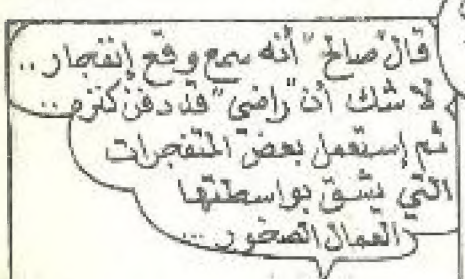 قال صالح "أنه سمع وقع إنفجار..
لا شك أن "راضي" قد دفن كنزه...
ثم إستعمل بعض المتفجرات
التي يشق بواسطتها
العمال الصخور...